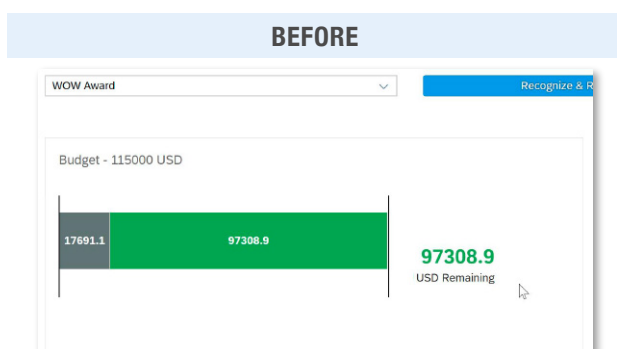 BEFORE
WOW Award
Recognize & R
Budget - 115000 USD
17691.1
97308.9
97308.9
USD Remaining